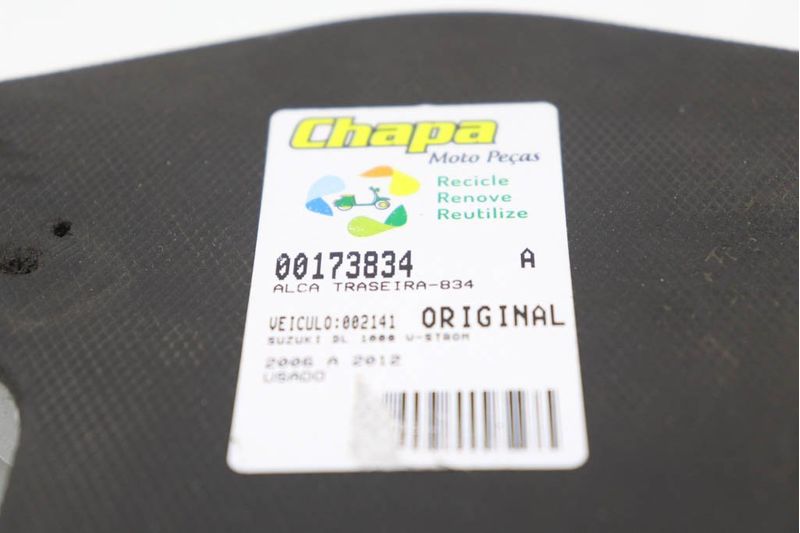 Chapa
Moto Peças
Recicle
Renove
Reutilize
00173834 A
ALCA TRASEIRA-834
VEICULO:002141 ORIGINAL
SUZUKI DL 1000 V-STROM
2006 A 2012
USADO